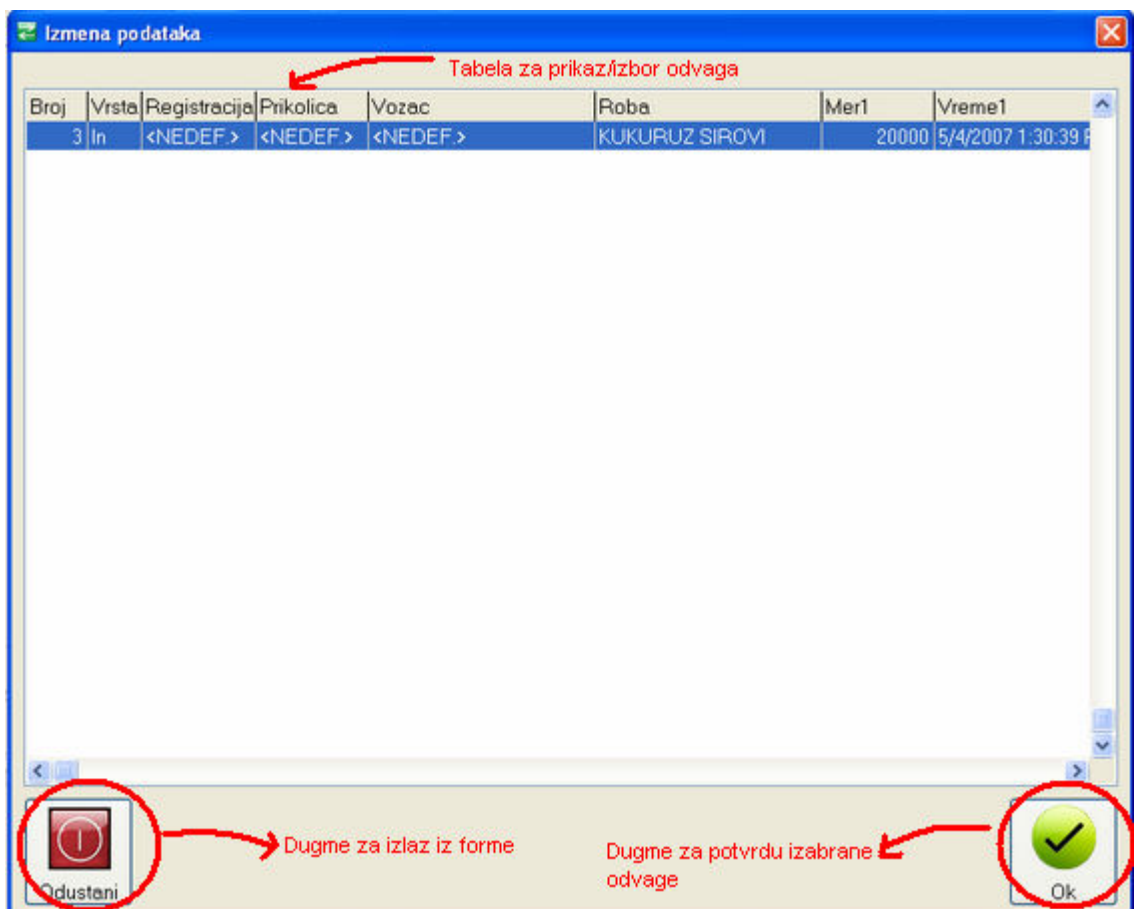 Izmena podataka
Tabela za prikaz/izbor odvaga
Broj Vrsta Registracija Prikolica Vozac Roba Mer1 Vreme1
3 In <NEDEF.> <NEDEF.> <NEDEF.> KUKURUZ SIROVI 20000 5/4/2007 1:30:39
Dugme za izlaz iz forme
Dugme za potvrdu izabrane
odvage
Odustani
Ok